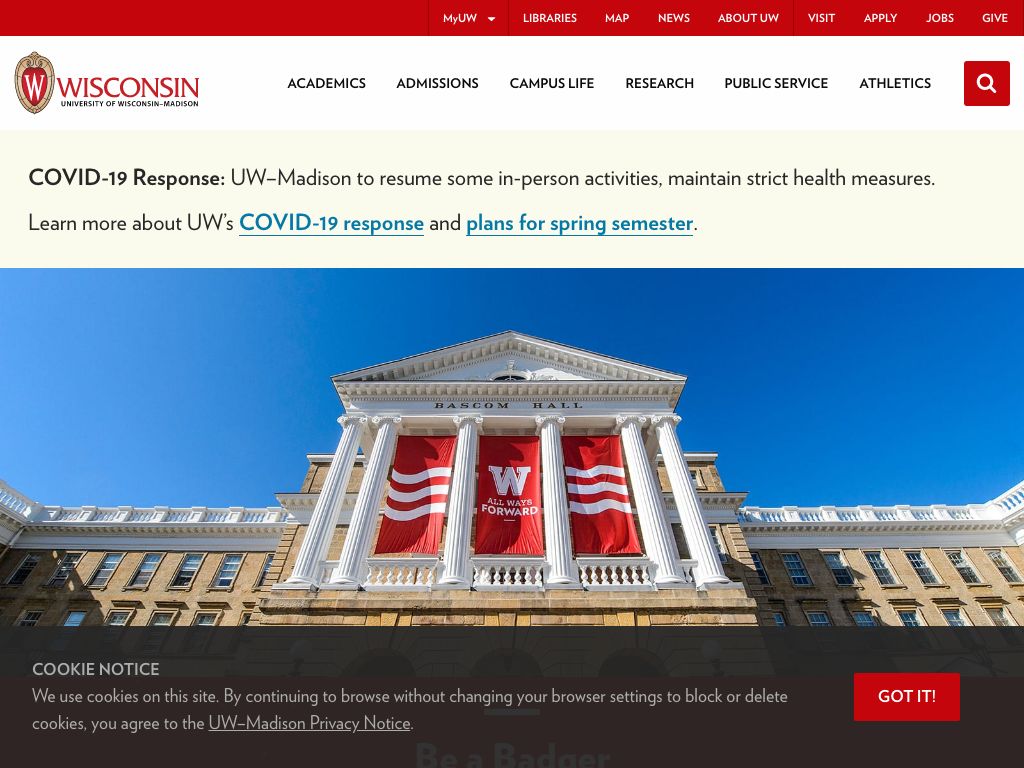 MyUW LIBRARIES MAP NEWS ABOUT UW VISIT APPLY JOBS GIVE
W WISCONSIN
UNIVERSITY OF WISCONSIN–MADISON
ACADEMICS ADMISSIONS CAMPUS LIFE RESEARCH PUBLIC SERVICE ATHLETICS
COVID-19 Response: UW–Madison to resume some in-person activities, maintain strict health measures.
Learn more about UW’s COVID-19 response and plans for spring semester.
BASCOM HALL
W
ALL WAYS
FORWARD
COOKIE NOTICE
We use cookies on this site. By continuing to browse without changing your browser settings to block or delete
cookies, you agree to the UW–Madison Privacy Notice.
GOT IT!
Be a Badger